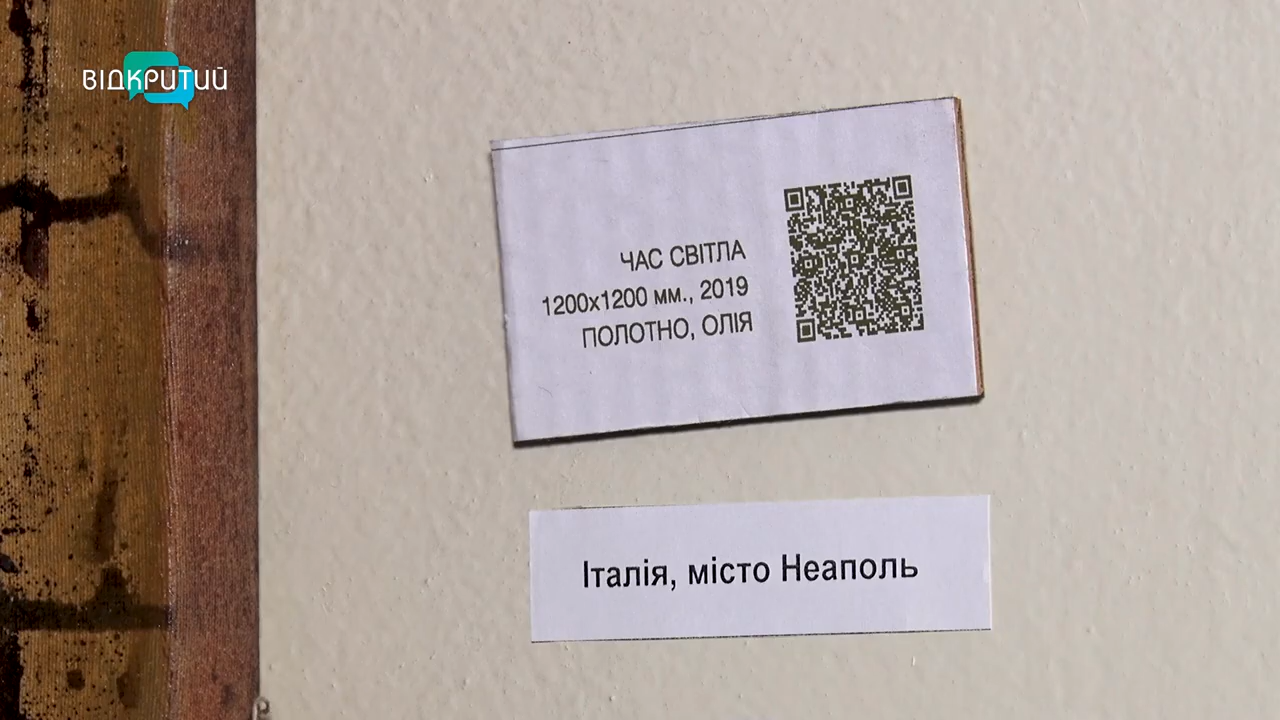 ВІДКРИТИЙ
ЧАС СВІТЛА
1200х1200 мм., 2019
ПОЛОТНО, ОЛІЯ
Італія, місто Неаполь